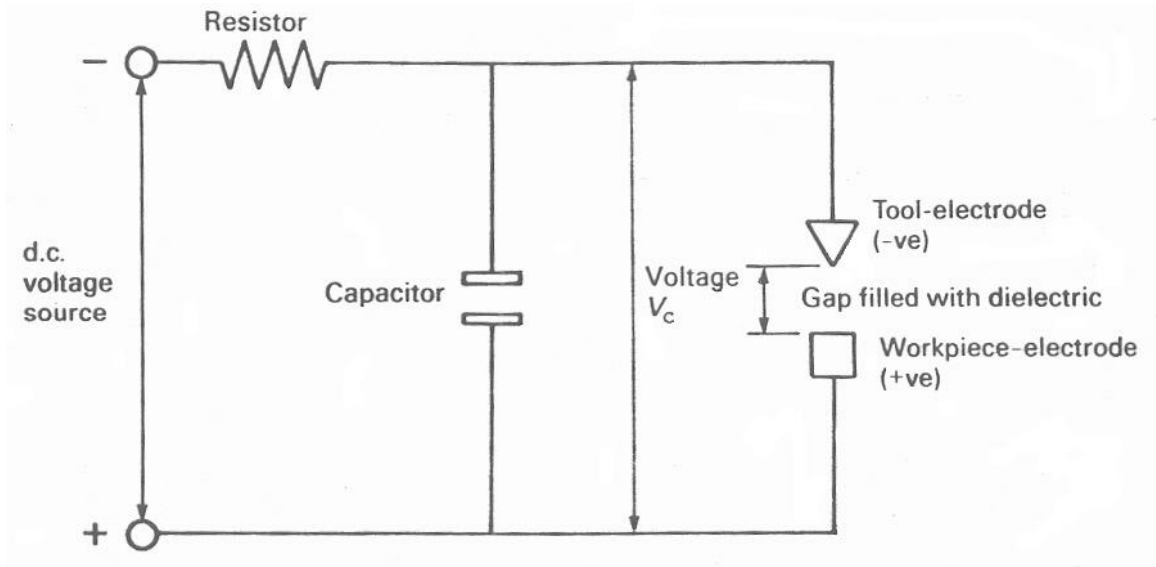 Resistor
−
d.c.
voltage
source
Capacitor
Voltage
Vc
Tool-electrode
(-ve)
Gap filled with dielectric
Workpiece-electrode
(+ve)
+